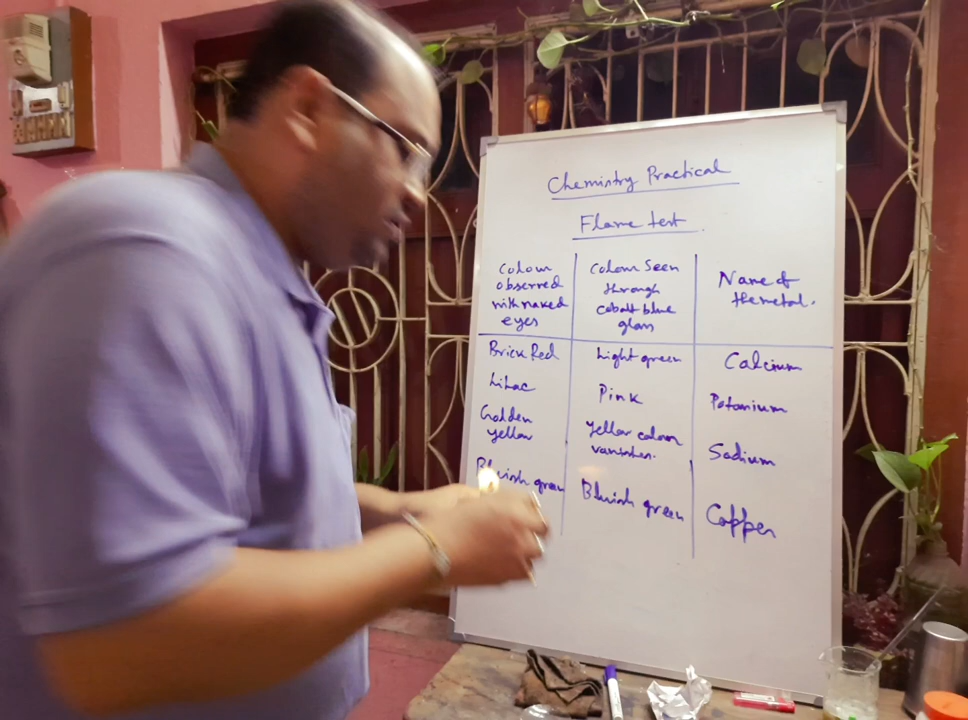 Chemistry Practical
Flame test
Colour
observed
with naked
eyes
Colour seen
through
cobalt blue
glass
Name of
the metal.
Brick Red
Light green
Calcium
Lilac
Pink
Potassium
Golden
yellow
Yellow colour
vanishes.
Sodium
Bluish green
Bluish green
Copper